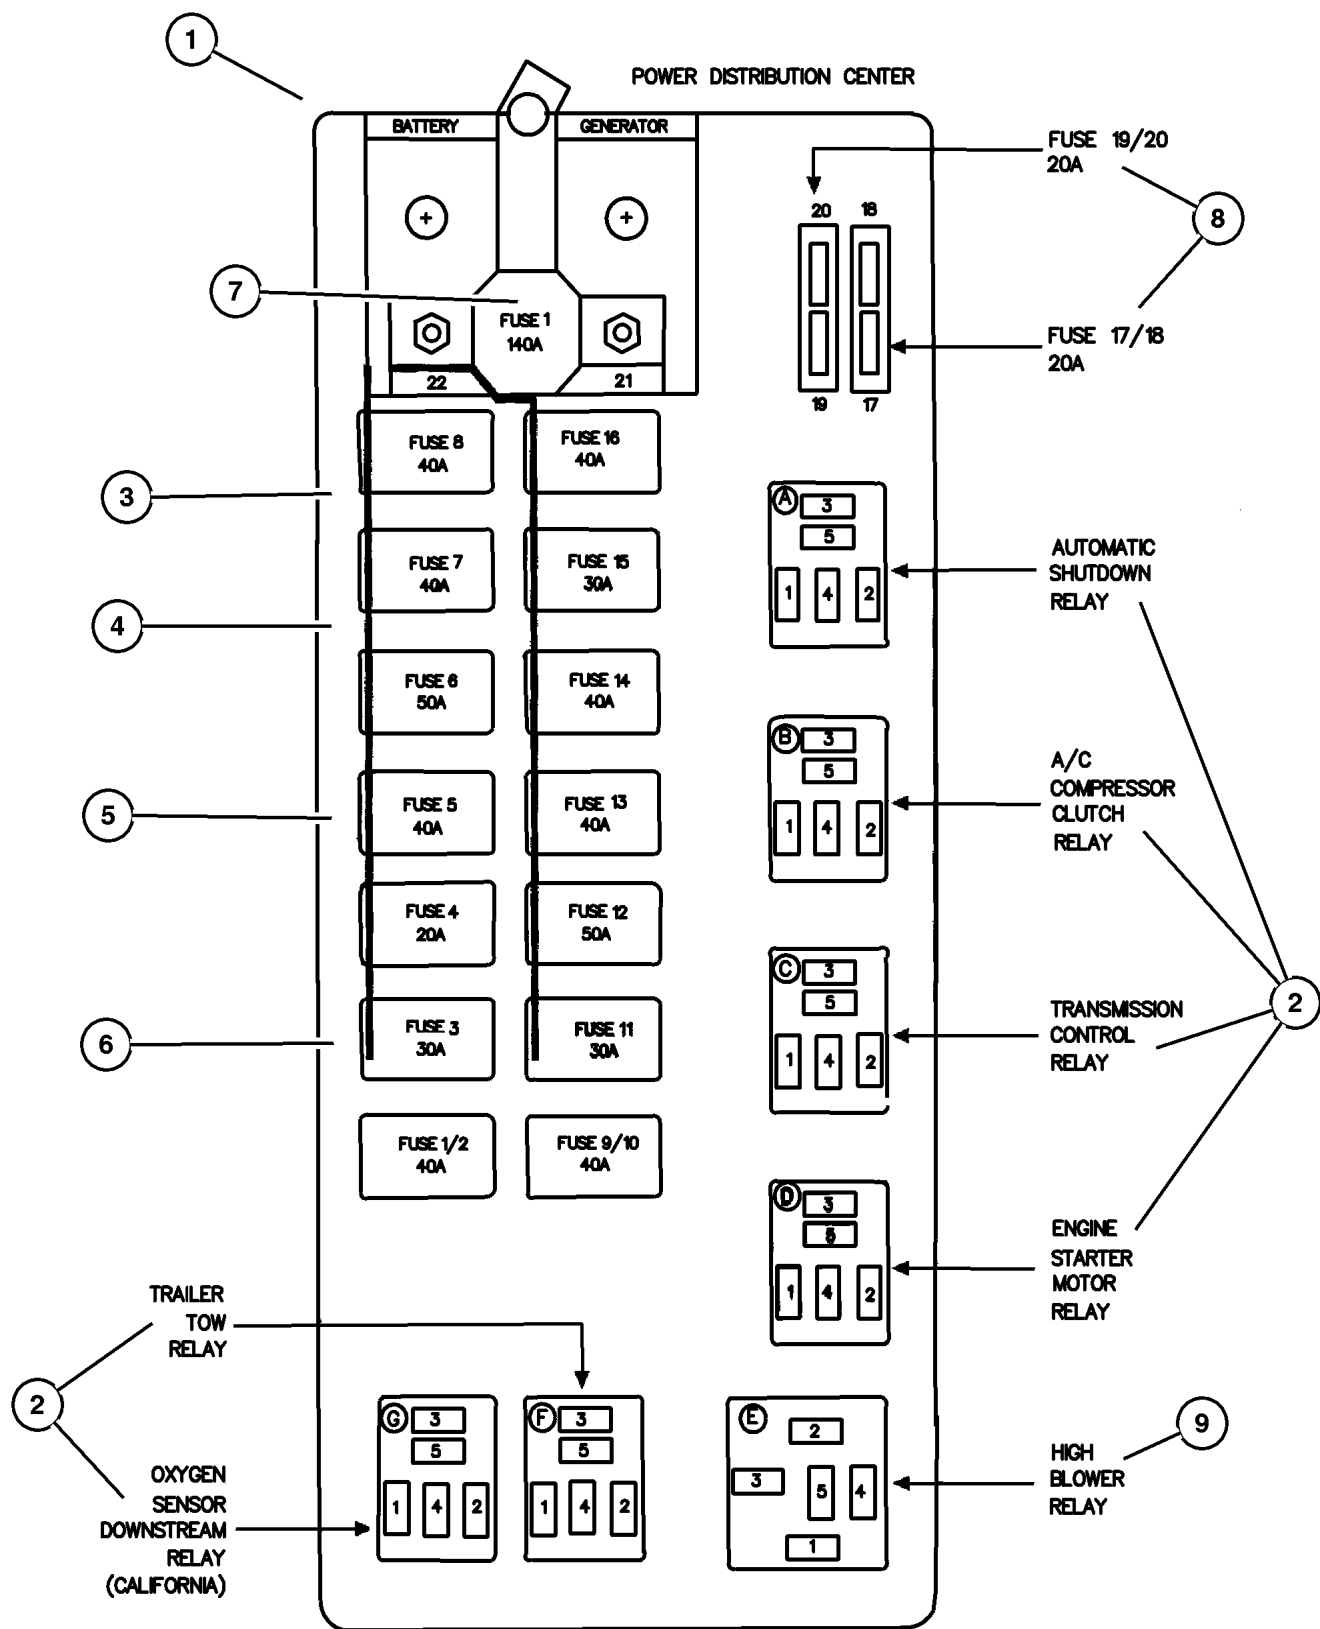 1
POWER DISTRIBUTION CENTER
BATTERY
GENERATOR
FUSE 19/20
20A
8
20
18
7
FUSE 1
140A
FUSE 17/18
20A
22
21
19
17
FUSE 8
40A
FUSE 16
40A
3
A
3
5
1
4
2
AUTOMATIC
SHUTDOWN
RELAY
FUSE 7
40A
FUSE 15
30A
4
FUSE 6
50A
FUSE 14
40A
B
3
5
1
4
2
A/C
COMPRESSOR
CLUTCH
RELAY
5
FUSE 5
40A
FUSE 13
40A
FUSE 4
20A
FUSE 12
50A
C
3
5
1
4
2
TRANSMISSION
CONTROL
RELAY
2
6
FUSE 3
30A
FUSE 11
30A
FUSE 1/2
40A
FUSE 9/10
40A
D
3
5
1
4
2
ENGINE
STARTER
MOTOR
RELAY
TRAILER
TOW
RELAY
2
OXYGEN
SENSOR
DOWNSTREAM
RELAY
(CALIFORNIA)
G
3
5
1
4
2
F
3
5
1
4
2
E
2
3
5
4
1
HIGH
BLOWER
RELAY
9